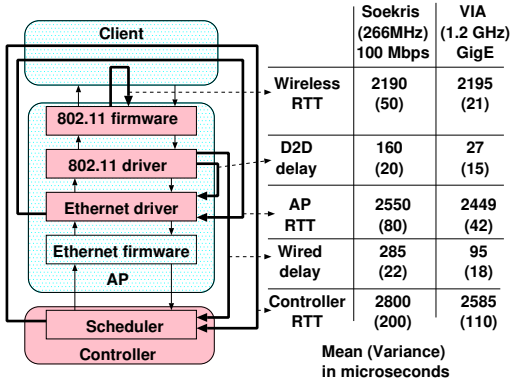 Client
802.11 firmware
802.11 driver
Ethernet driver
Ethernet firmware
AP
Scheduler
Controller
Soekris
(266MHz)
100 Mbps
VIA
(1.2 GHz)
GigE
Wireless
RTT
2190
(50)
2195
(21)
D2D
delay
160
(20)
27
(15)
AP
RTT
2550
(80)
2449
(42)
Wired
delay
285
(22)
95
(18)
Controller
RTT
2800
(200)
2585
(110)
Mean (Variance)
in microseconds